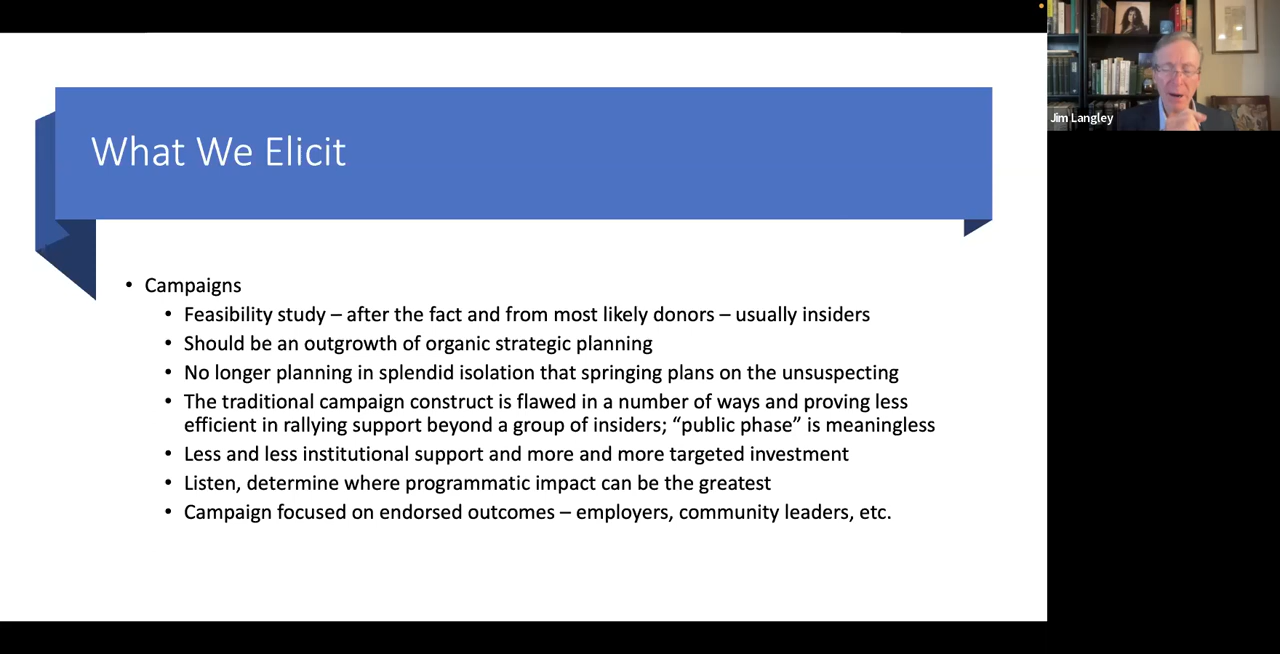 What We Elicit
• Campaigns
• Feasibility study – after the fact and from most likely donors – usually insiders
• Should be an outgrowth of organic strategic planning
• No longer planning in splendid isolation that springing plans on the unsuspecting
• The traditional campaign construct is flawed in a number of ways and proving less
efficient in rallying support beyond a group of insiders; “public phase” is meaningless
• Less and less institutional support and more and more targeted investment
• Listen, determine where programmatic impact can be the greatest
• Campaign focused on endorsed outcomes – employers, community leaders, etc.
Jim Langley